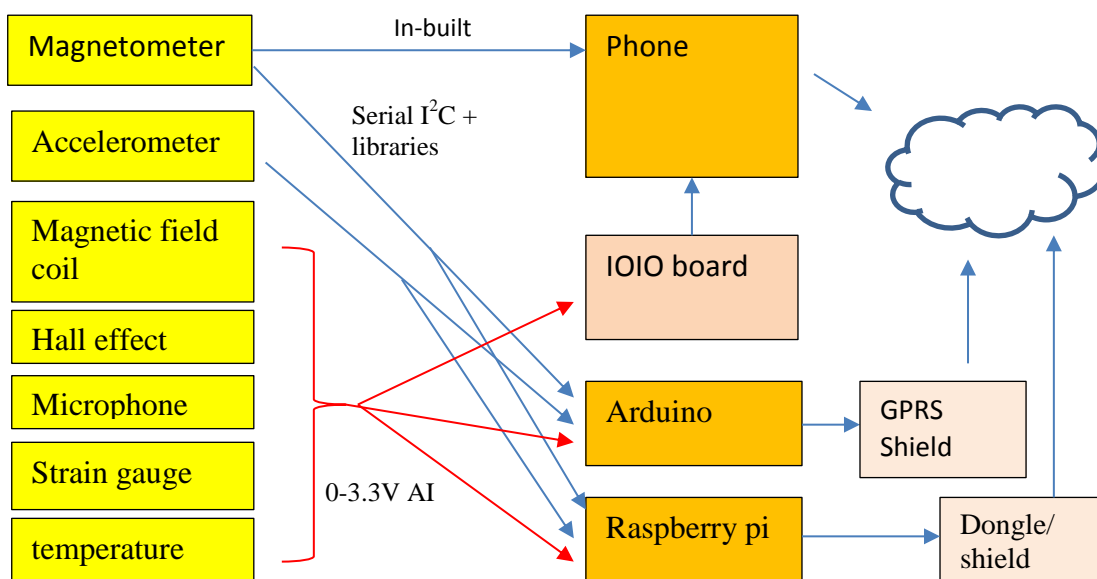 Magnetometer
In-built
Phone
Serial I²C +
libraries
Accelerometer
Magnetic field
coil
IOIO board
Hall effect
Microphone
Arduino
GPRS
Shield
Strain gauge
0-3.3V AI
Raspberry pi
Dongle/
shield
temperature